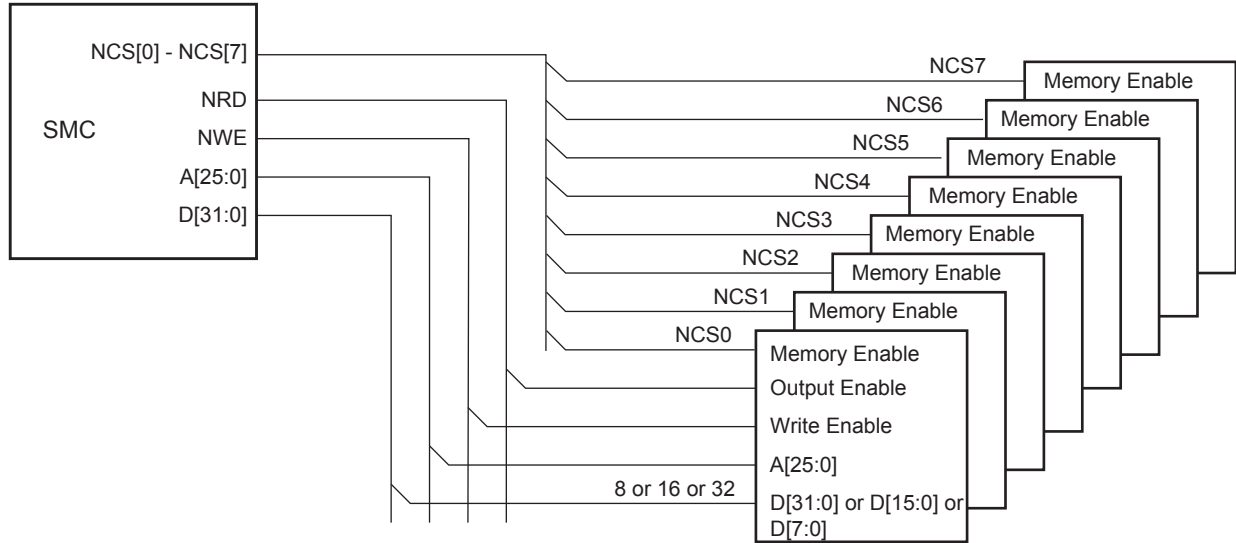 NCS[0] - NCS[7]
NRD
SMC
NWE
A[25:0]
D[31:0]
NCS7
Memory Enable
NCS6
Memory Enable
NCS5
Memory Enable
NCS4
Memory Enable
NCS3
Memory Enable
NCS2
Memory Enable
NCS1
Memory Enable
NCS0
Memory Enable
Output Enable
Write Enable
A[25:0]
8 or 16 or 32
D[31:0] or D[15:0] or
D[7:0]